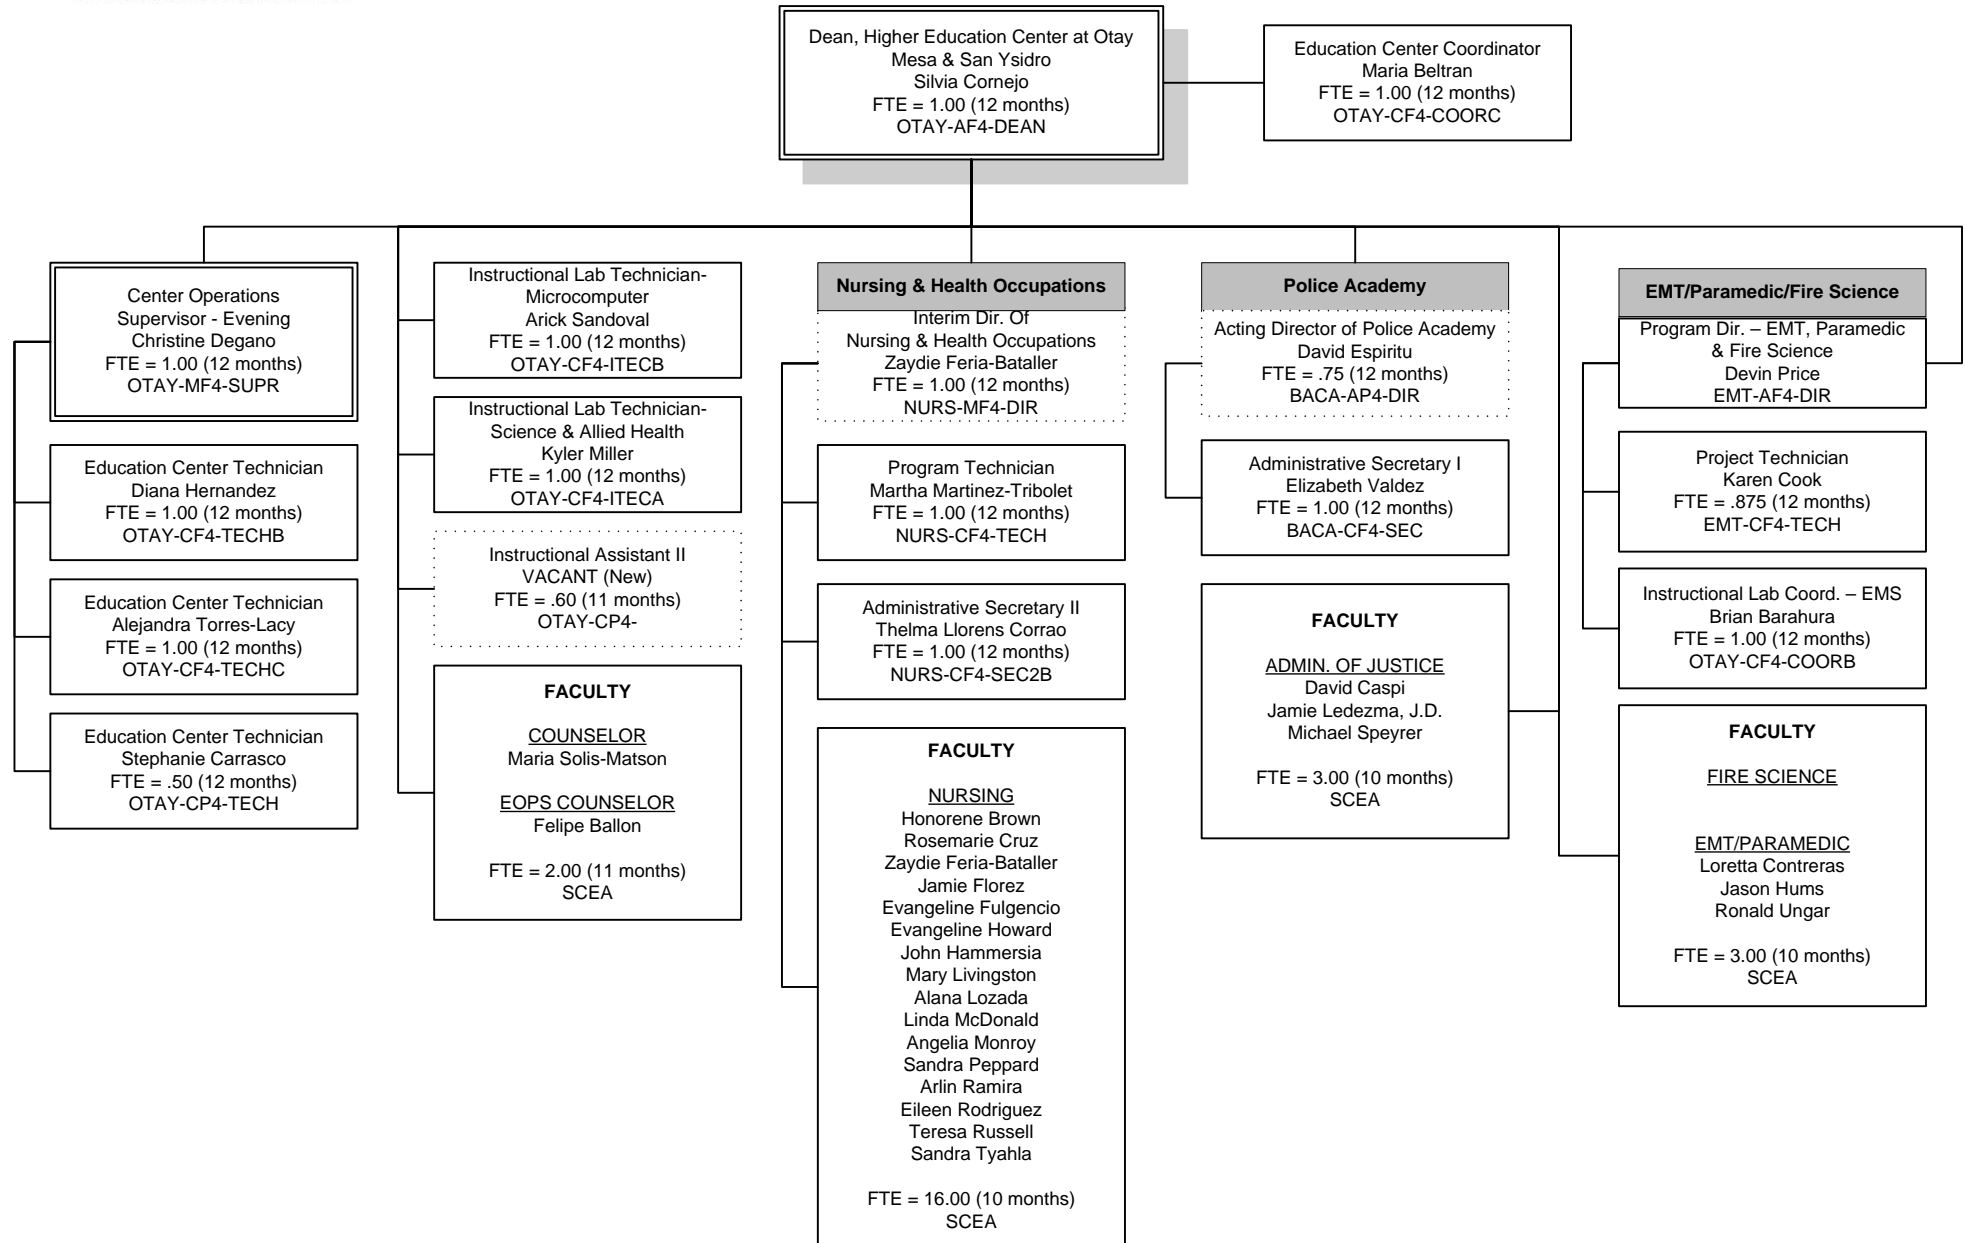 Dean, Higher Education Center at Otay
Mesa & San Ysidro
Silvia Cornejo
FTE = 1.00 (12 months)
OTAY-AF4-DEAN
Education Center Coordinator
Maria Beltran
FTE = 1.00 (12 months)
OTAY-CF4-COORC
Center Operations
Supervisor - Evening
Christine Degano
FTE = 1.00 (12 months)
OTAY-MF4-SUPR
Education Center Technician
Diana Hernandez
FTE = 1.00 (12 months)
OTAY-CF4-TECHB
Education Center Technician
Alejandra Torres-Lacy
FTE = 1.00 (12 months)
OTAY-CF4-TECHC
Education Center Technician
Stephanie Carrasco
FTE = .50 (12 months)
OTAY-CP4-TECH
Instructional Lab Technician-
Microcomputer
Arick Sandoval
FTE = 1.00 (12 months)
OTAY-CF4-ITECB
Instructional Lab Technician-
Science & Allied Health
Kyler Miller
FTE = 1.00 (12 months)
OTAY-CF4-ITECA
Instructional Assistant II
VACANT (New)
FTE = .60 (11 months)
OTAY-CP4-
FACULTY
COUNSELOR
Maria Solis-Matson
EOPS COUNSELOR
Felipe Ballon
FTE = 2.00 (11 months)
SCEA
Nursing & Health Occupations
Interim Dir. Of
Nursing & Health Occupations
Zaydie Feria-Bataller
FTE = 1.00 (12 months)
NURS-MF4-DIR
Program Technician
Martha Martinez-Tribolet
FTE = 1.00 (12 months)
NURS-CF4-TECH
Administrative Secretary II
Thelma Llorens Corrao
FTE = 1.00 (12 months)
NURS-CF4-SEC2B
FACULTY
NURSING
Honorene Brown
Rosemarie Cruz
Zaydie Feria-Bataller
Jamie Florez
Evangeline Fulgencio
Evangeline Howard
John Hammersia
Mary Livingston
Alana Lozada
Linda McDonald
Angelia Monroy
Sandra Peppard
Arlin Ramira
Eileen Rodriguez
Teresa Russell
Sandra Tyahla
FTE = 16.00 (10 months)
SCEA
Police Academy
Acting Director of Police Academy
David Espiritu
FTE = .75 (12 months)
BACA-AP4-DIR
Administrative Secretary I
Elizabeth Valdez
FTE = 1.00 (12 months)
BACA-CF4-SEC
FACULTY
ADMIN. OF JUSTICE
David Caspi
Jamie Ledezma, J.D.
Michael Speyrer
FTE = 3.00 (10 months)
SCEA
EMT/Paramedic/Fire Science
Program Dir. – EMT, Paramedic
& Fire Science
Devin Price
EMT-AF4-DIR
Project Technician
Karen Cook
FTE = .875 (12 months)
EMT-CF4-TECH
Instructional Lab Coord. – EMS
Brian Barahura
FTE = 1.00 (12 months)
OTAY-CF4-COORB
FACULTY
FIRE SCIENCE
EMT/PARAMEDIC
Loretta Contreras
Jason Hums
Ronald Ungar
FTE = 3.00 (10 months)
SCEA